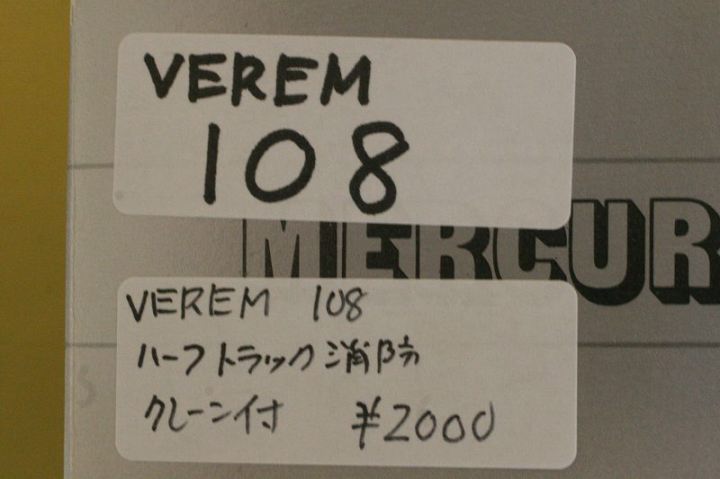 VEREM
108
MERCUR
VEREM 108
ハーフトラック消防
クレーン付 ¥2000